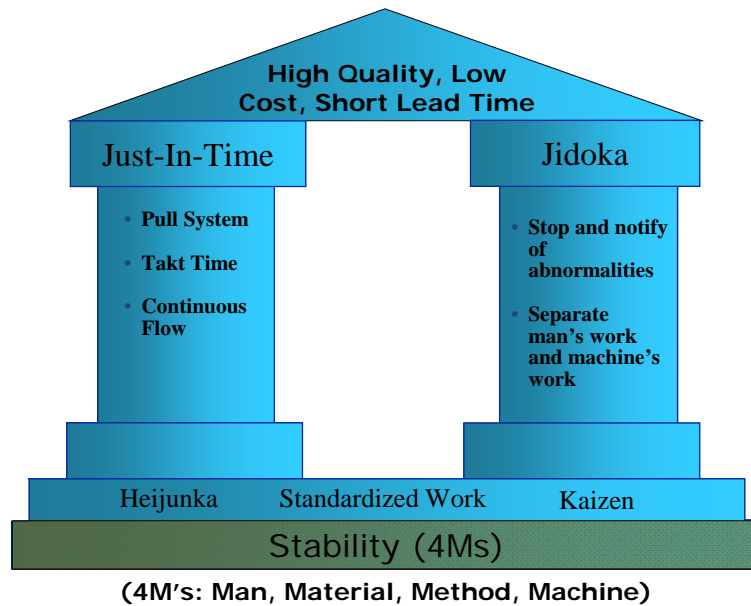 High Quality, Low
Cost, Short Lead Time
Just-In-Time
• Pull System
• Takt Time
• Continuous
Flow
Jidoka
• Stop and notify
of
abnormalities
• Separate
man's work
and machine's
work
Heijunka Standardized Work Kaizen
Stability (4Ms)
(4M's: Man, Material, Method, Machine)